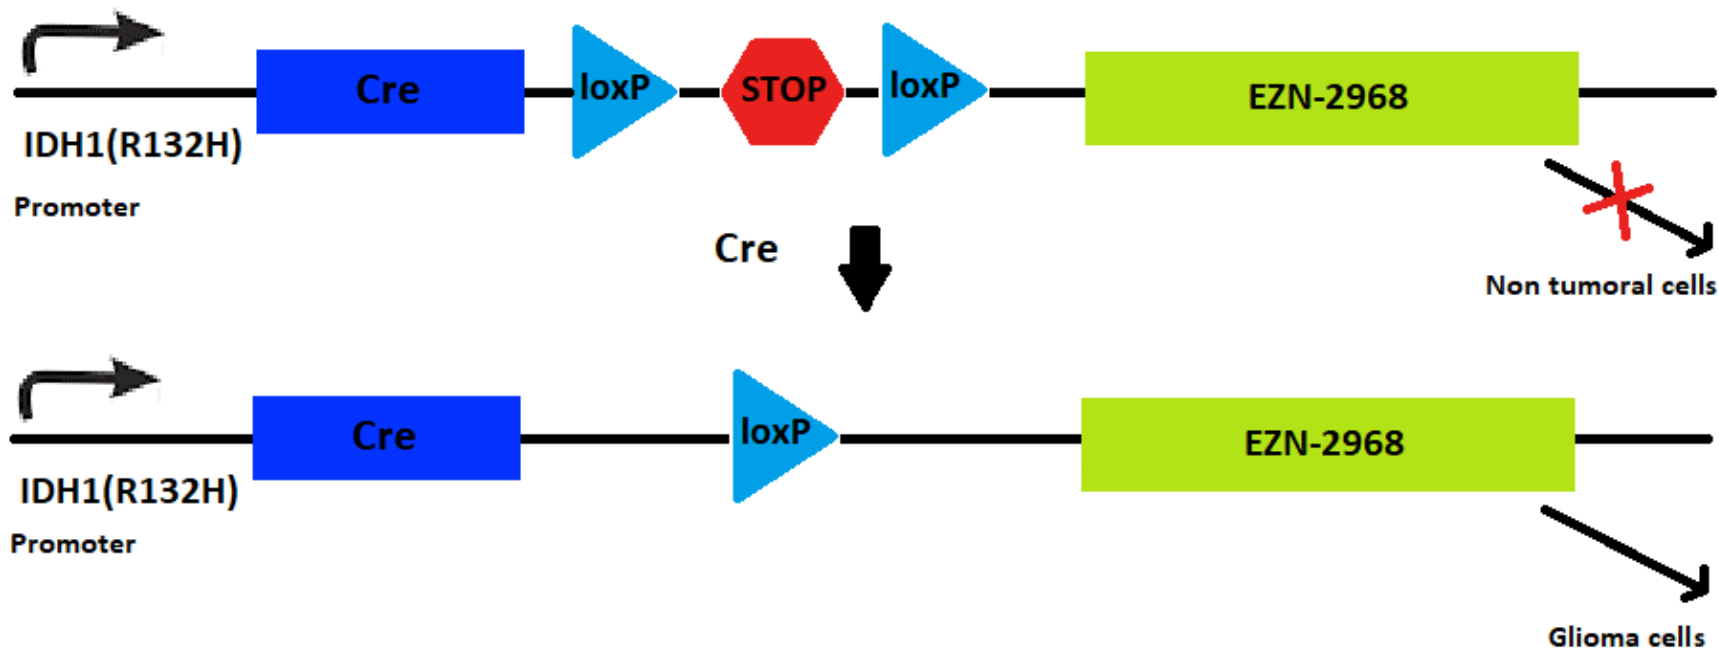 Cre
loxP
STOP
loxP
EZN-2968
IDH1(R132H)
Promoter
Cre
Non tumoral cells
Cre
loxP
EZN-2968
IDH1(R132H)
Promoter
Glioma cells